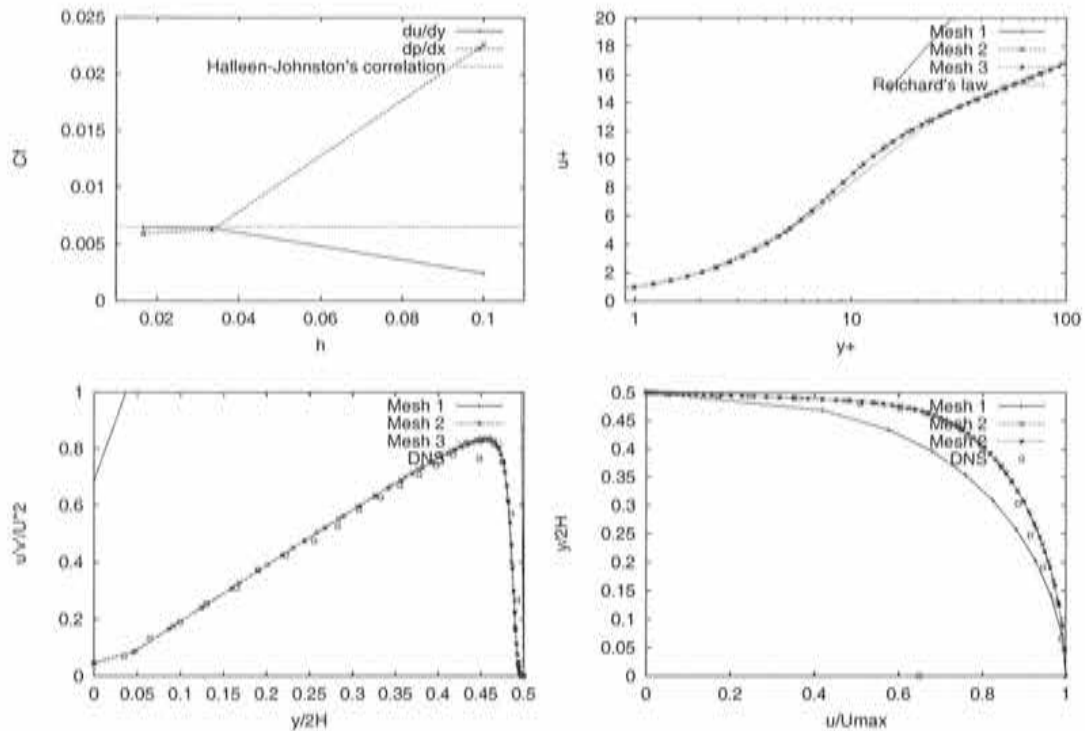 0.025
0.02
0.015
0.01
0.005
0
Cf
du/dy
dp/dx
Halleen-Johnston's correlation
0.02 0.04 0.06 0.08 0.1
h
20
18
16
14
12
10
8
6
4
2
0
u+
Mesh 1
Mesh 2
Mesh 3
Reichard's law
1 10 100
y+
1
0.8
0.6
0.4
0.2
0
u'v'/U*2
Mesh 1
Mesh 2
Mesh 3
DNS
0 0.05 0.1 0.15 0.2 0.25 0.3 0.35 0.4 0.45 0.5
y/2H
0.5
0.45
0.4
0.35
0.3
0.25
0.2
0.15
0.1
0.05
0
y/2H
Mesh 1
Mesh 2
Mesh 2
DNS
0 0.2 0.4 0.6 0.8 1
u/Umax